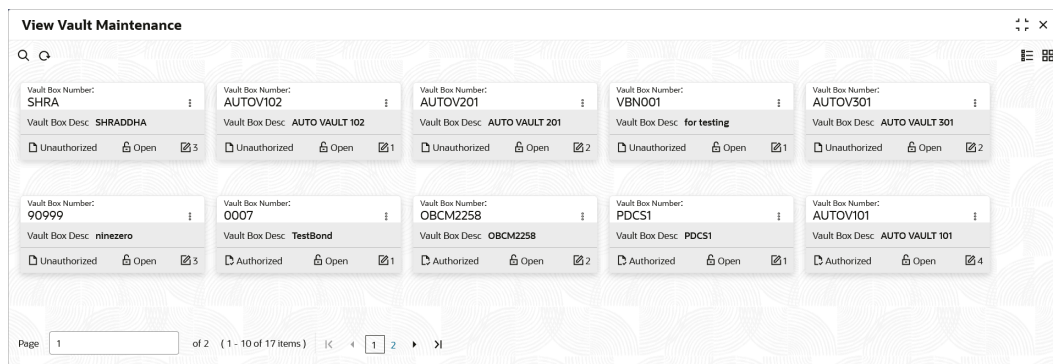 View Vault Maintenance
Vault Box Number: Vault Box Number: Vault Box Number: Vault Box Number: Vault Box Number:
SHRA AUTOV102 AUTOV201 VBN001 AUTOV301
Vault Box Desc SHRADDHA Vault Box Desc AUTO VAULT 102 Vault Box Desc AUTO VAULT 201 Vault Box Desc for testing Vault Box Desc AUTO VAULT 301
Unauthorized Open 3 Unauthorized Open 1 Unauthorized Open 2 Unauthorized Open 1 Unauthorized Open 2
Vault Box Number: Vault Box Number: Vault Box Number: Vault Box Number: Vault Box Number:
90999 0007 OBCM2258 PDCS1 AUTOV101
Vault Box Desc ninezero Vault Box Desc TestBond Vault Box Desc OBCM2258 Vault Box Desc PDCS1 Vault Box Desc AUTO VAULT 101
Unauthorized Open 3 Authorized Open 1 Authorized Open 2 Authorized Open 1 Authorized Open 4
Page 1 of 2 (1 - 10 of 17 items) 1 2